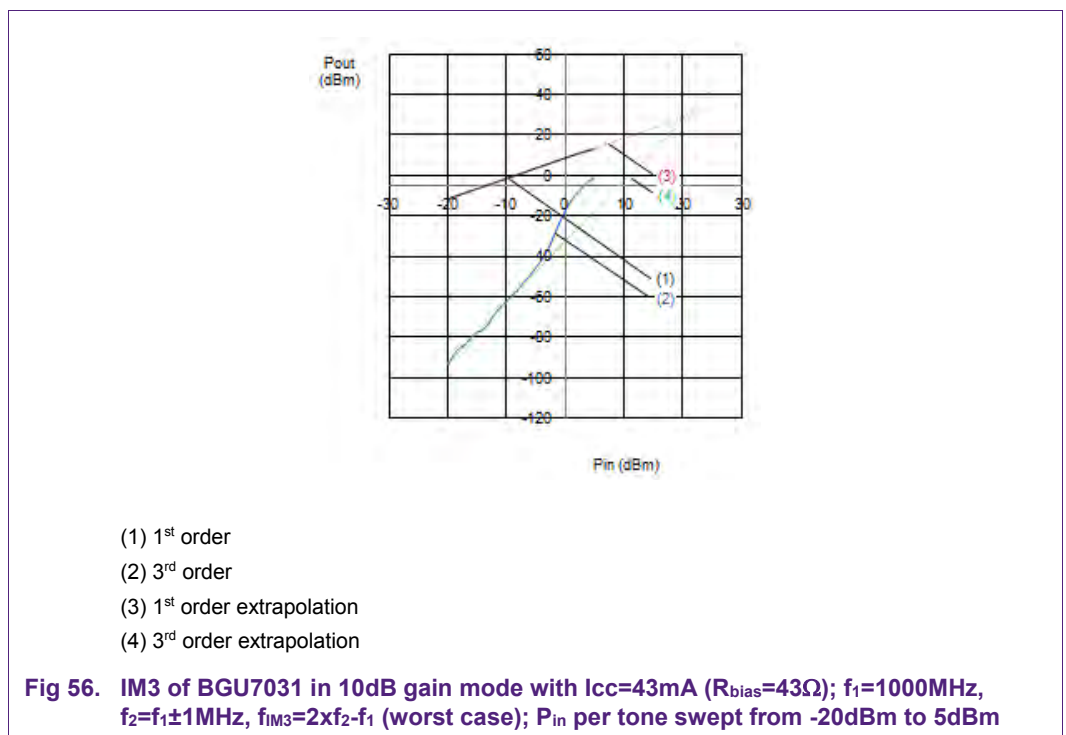 Pout
(dBm)
60
40
20
0
-20
-40
-60
-80
-100
-120
-30 -20 -10 0 10 20 30
(3)
(4)
(1)
(2)
Pin (dBm)
(1) 1st order
(2) 3rd order
(3) 1st order extrapolation
(4) 3rd order extrapolation
Fig 56. IM3 of BGU7031 in 10dB gain mode with Icc=43mA (Rbias=43Ω); f1=1000MHz,
f2=f1±1MHz, fIM3=2xf2-f1 (worst case); Pin per tone swept from -20dBm to 5dBm